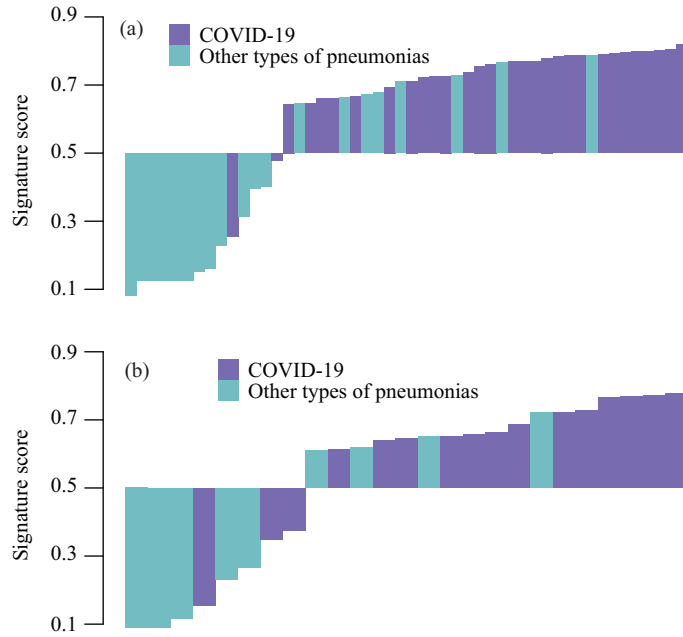 0.9
(a)
COVID-19
Other types of pneumonias
0.7
0.5
0.3
0.1
Signature score
0.9
(b)
COVID-19
Other types of pneumonias
0.7
0.5
0.3
0.1
Signature score